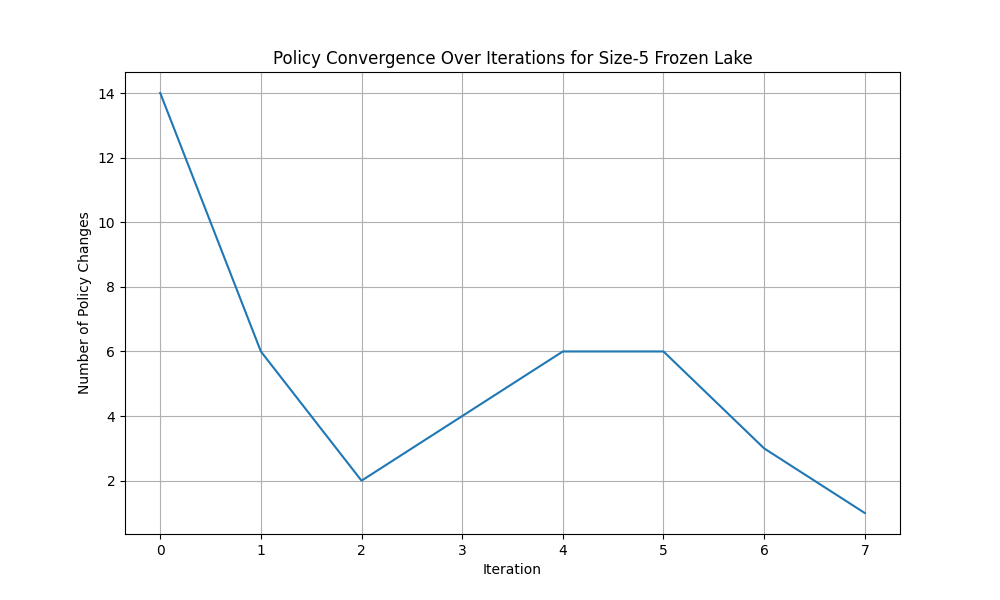 Policy Convergence Over Iterations for Size-5 Frozen Lake
14
12
10
8
6
4
2
Number of Policy Changes
0 1 2 3 4 5 6 7
Iteration